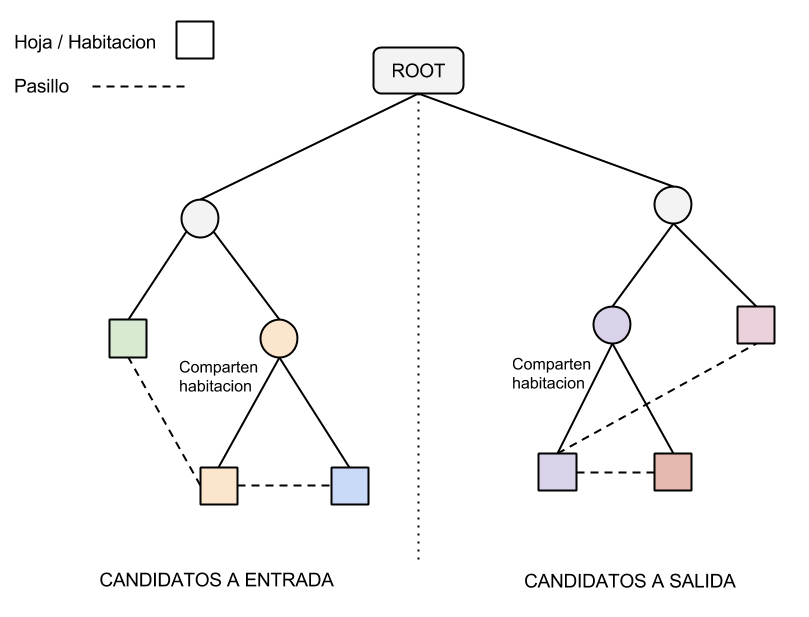 Hoja / Habitacion
Pasillo
ROOT
Comparten
habitacion
Comparten
habitacion
CANDIDATOS A ENTRADA
CANDIDATOS A SALIDA